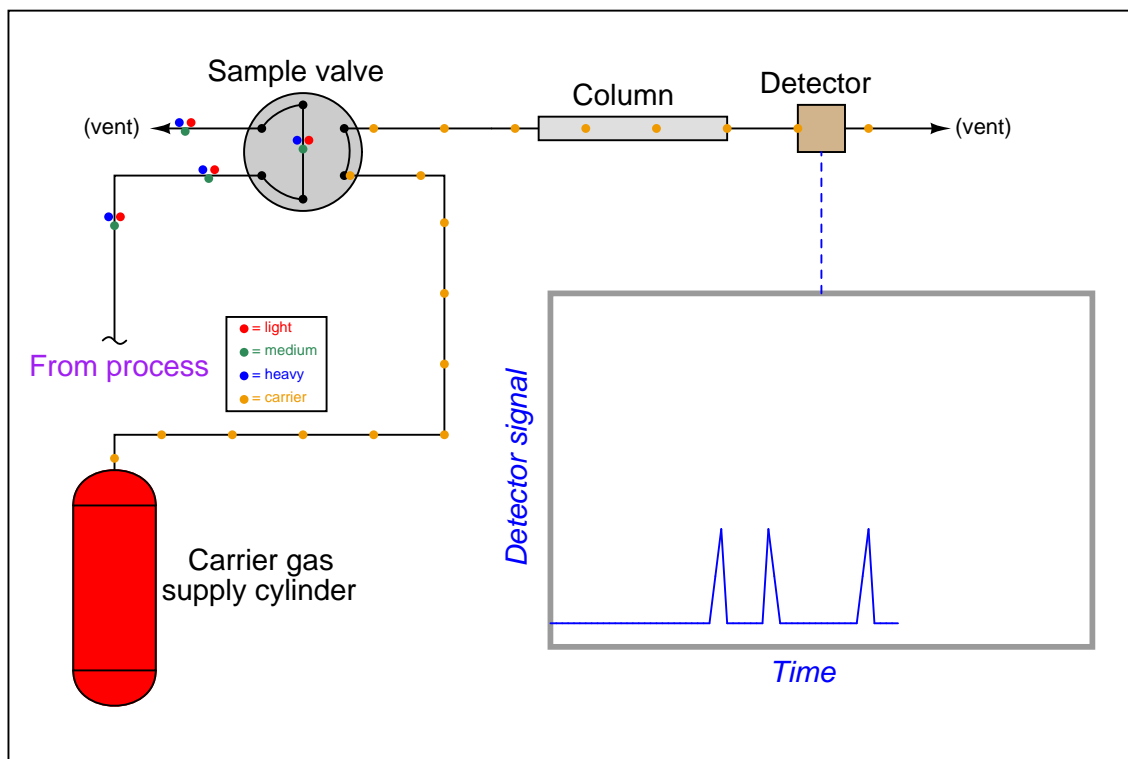 Sample valve
Column
Detector
(vent)
(vent)
From process
= light
= medium
= heavy
= carrier
Carrier gas
supply cylinder
Detector signal
Time